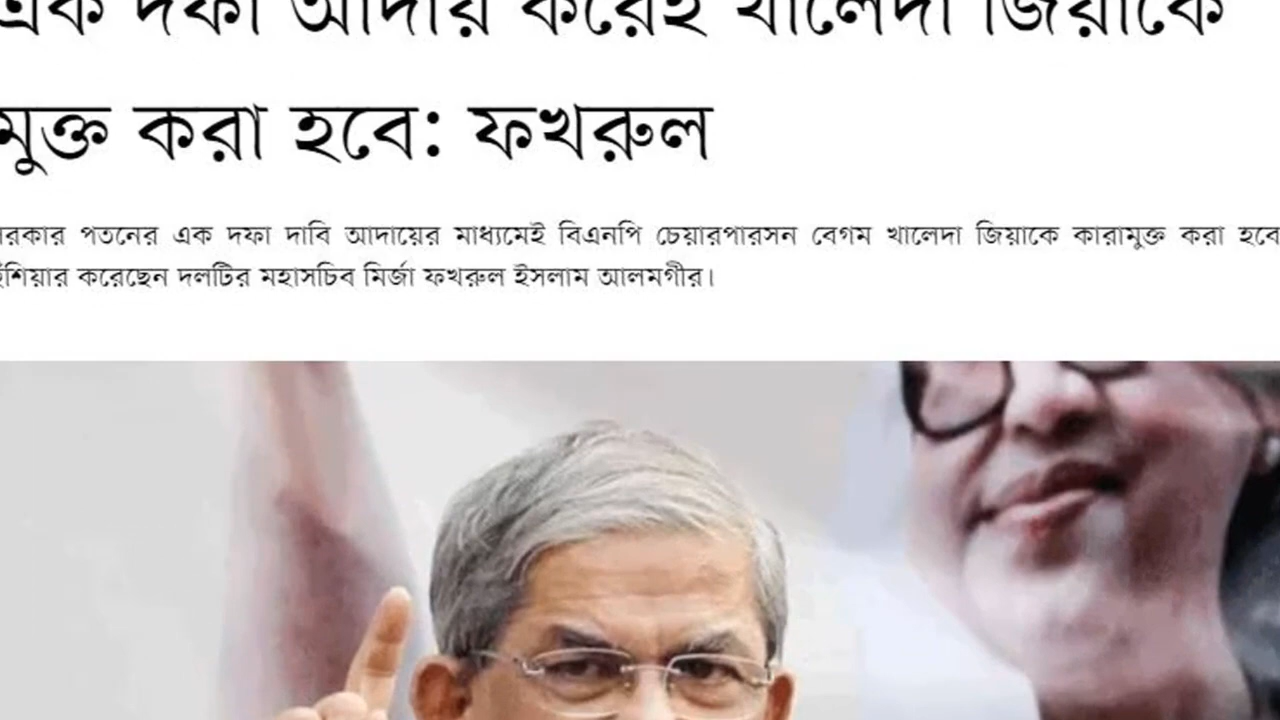 এক দফা আদায় করেই খালেদা জিয়াকে
মুক্ত করা হবে: ফখরুল
সরকার পতনের এক দফা দাবি আদায়ের মাধ্যমেই বিএনপি চেয়ারপারসন বেগম খালেদা জিয়াকে কারামুক্ত করা হবে
হুঁশিয়ার করেছেন দলটির মহাসচিব মির্জা ফখরুল ইসলাম আলমগীর।